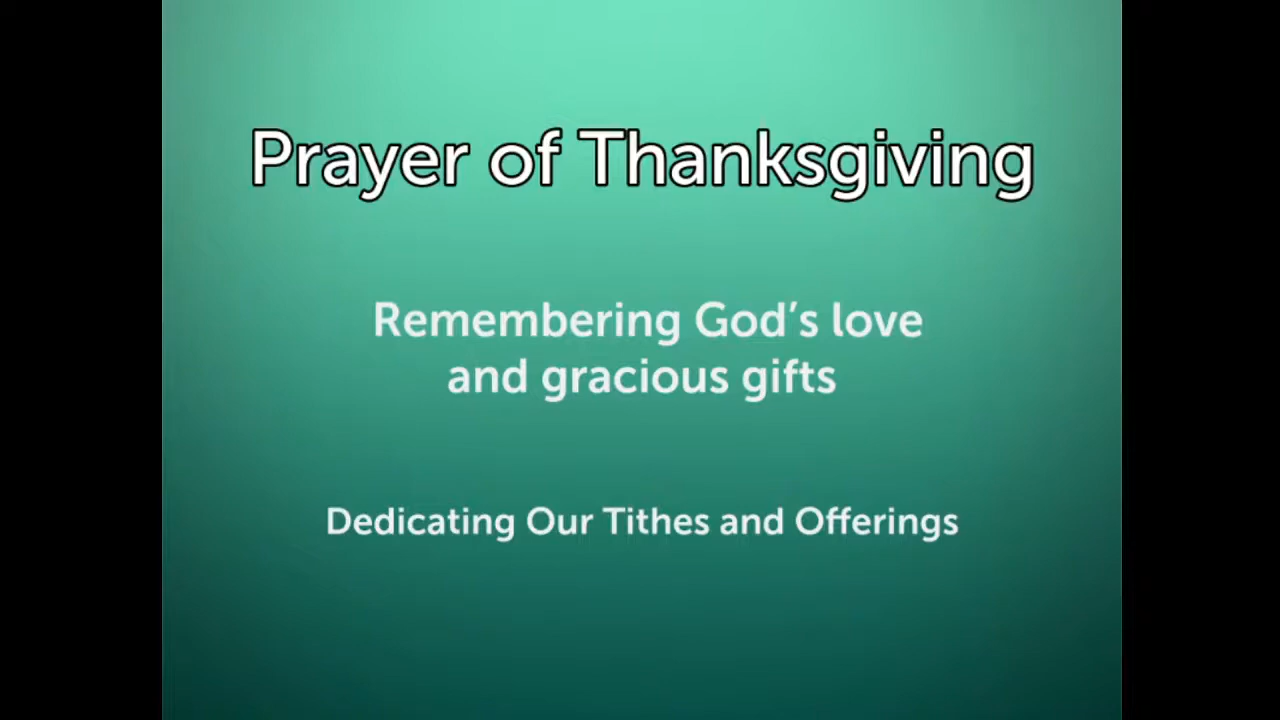 Prayer of Thanksgiving
Remembering God's love
and gracious gifts
Dedicating Our Tithes and Offerings